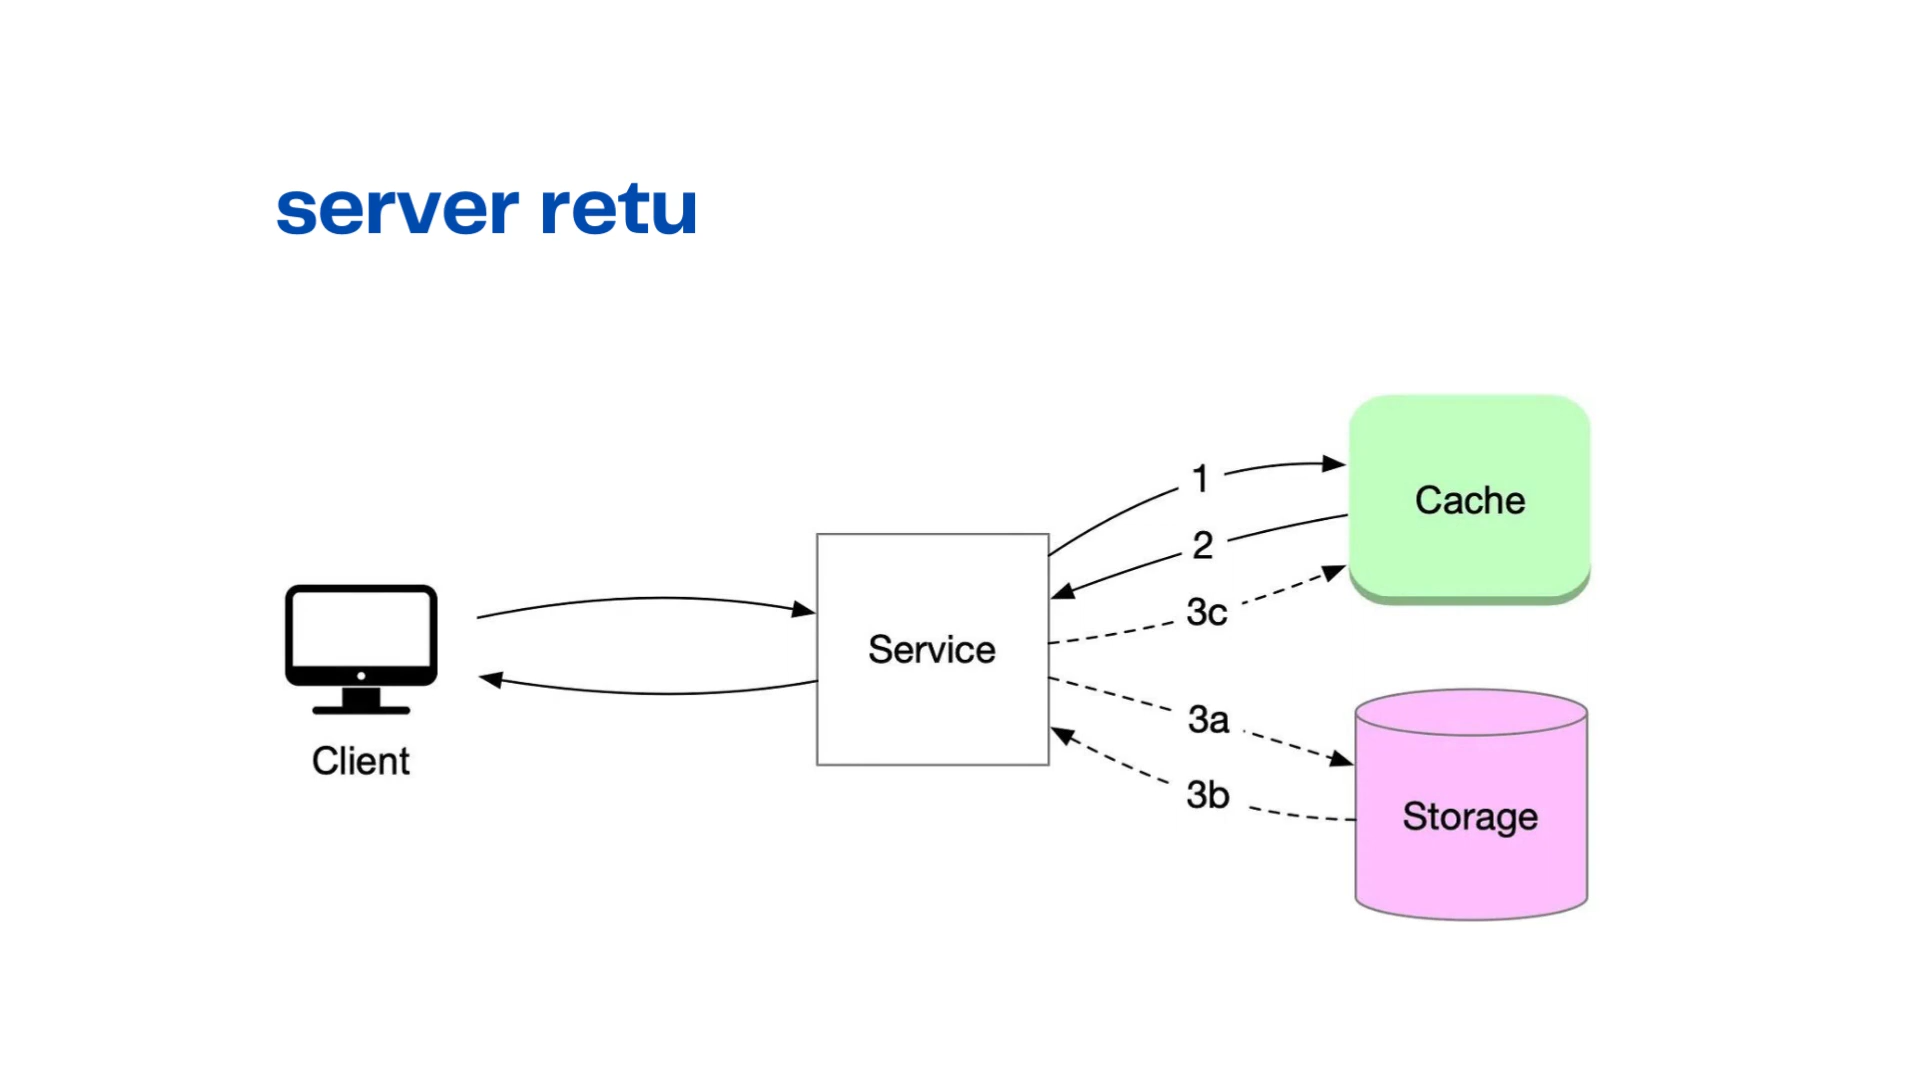 server retu
1
Cache
2
3c
Service
3a
Client
3b
Storage